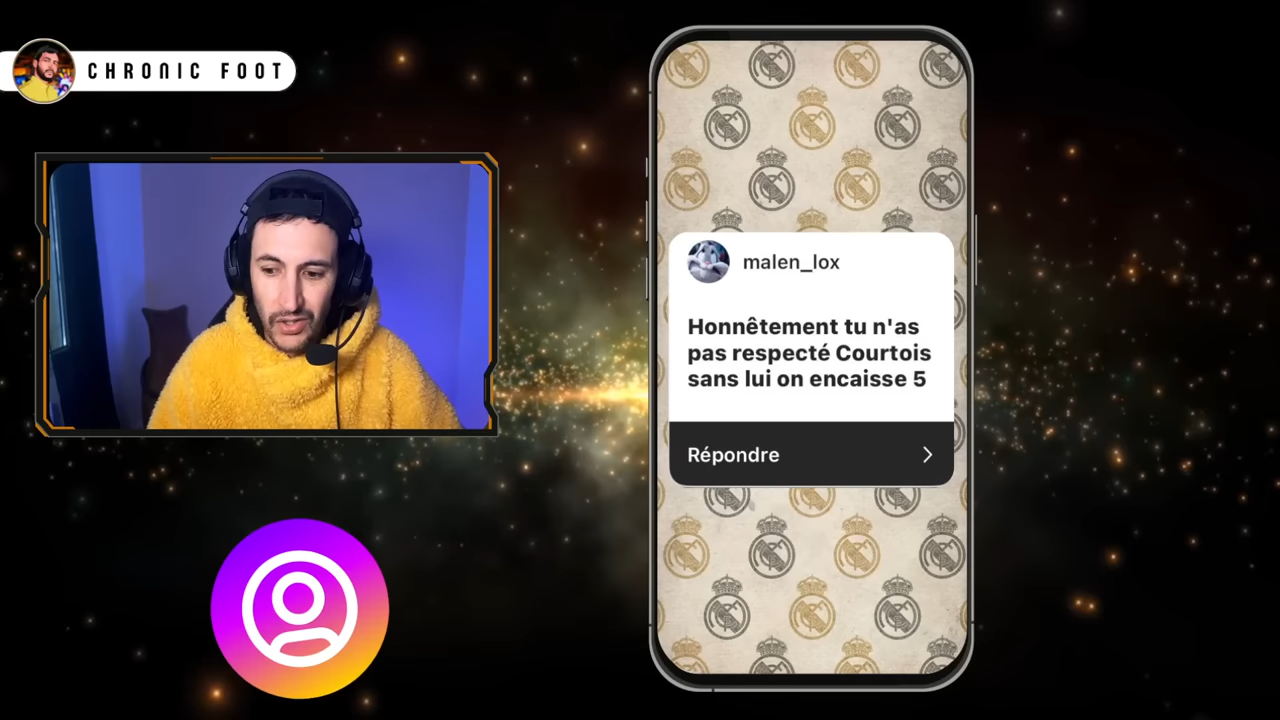 CHRONIC FOOT
malen_lox
Honnêtement tu n'as
pas respecté Courtois
sans lui on encaisse 5
Répondre